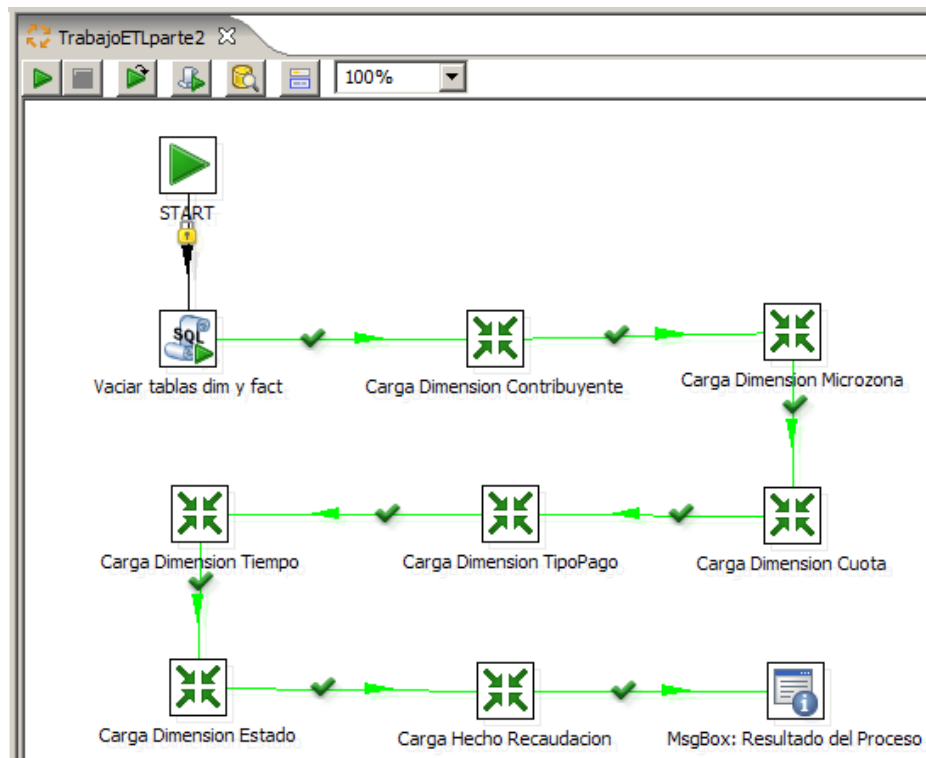 TrabajoETLparte2
100%
START
SQL
Vaciar tablas dim y fact
Carga Dimension Contribuyente
Carga Dimension Microzona
Carga Dimension Tiempo
Carga Dimension TipoPago
Carga Dimension Cuota
Carga Dimension Estado
Carga Hecho Recaudacion
MsgBox: Resultado del Proceso